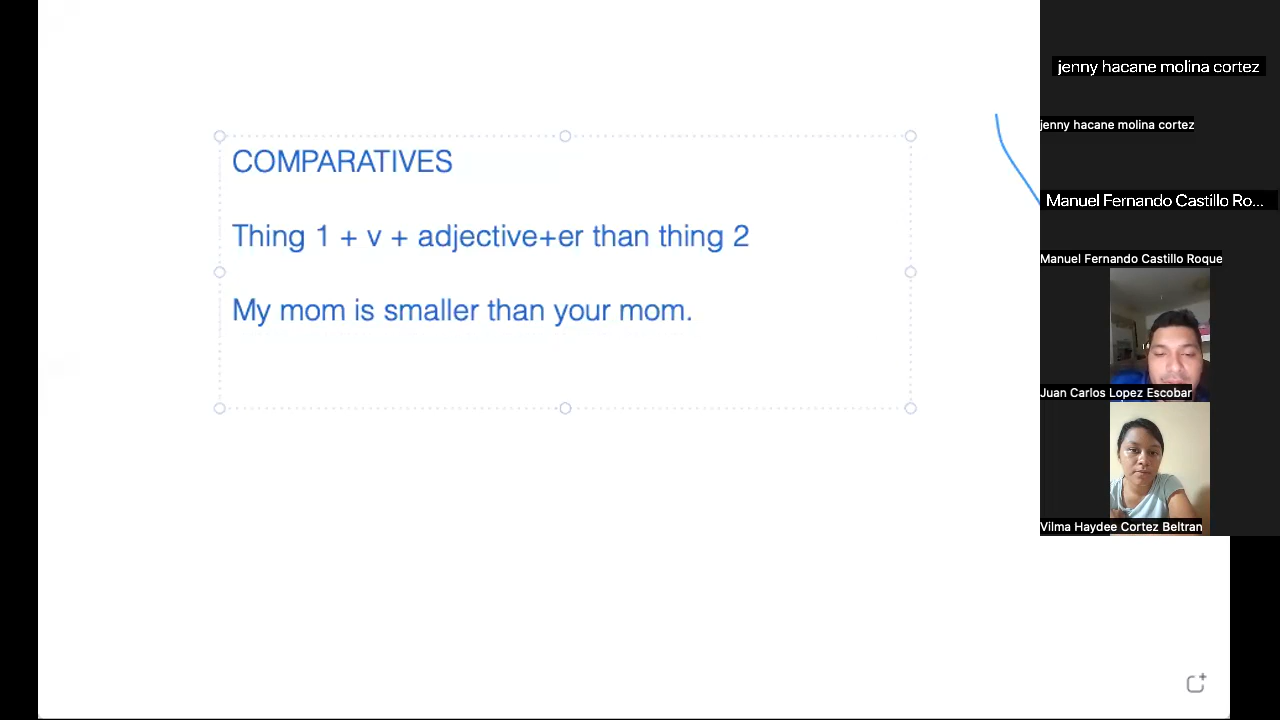 COMPARATIVES
Thing 1 + v + adjective+er than thing 2
My mom is smaller than your mom.
jenny hacane molina cortez
jenny hacane molina cortez
Manuel Fernando Castillo Ro...
Manuel Fernando Castillo Roque
Juan Carlos Lopez Escobar
Vilma Haydee Cortez Beltran